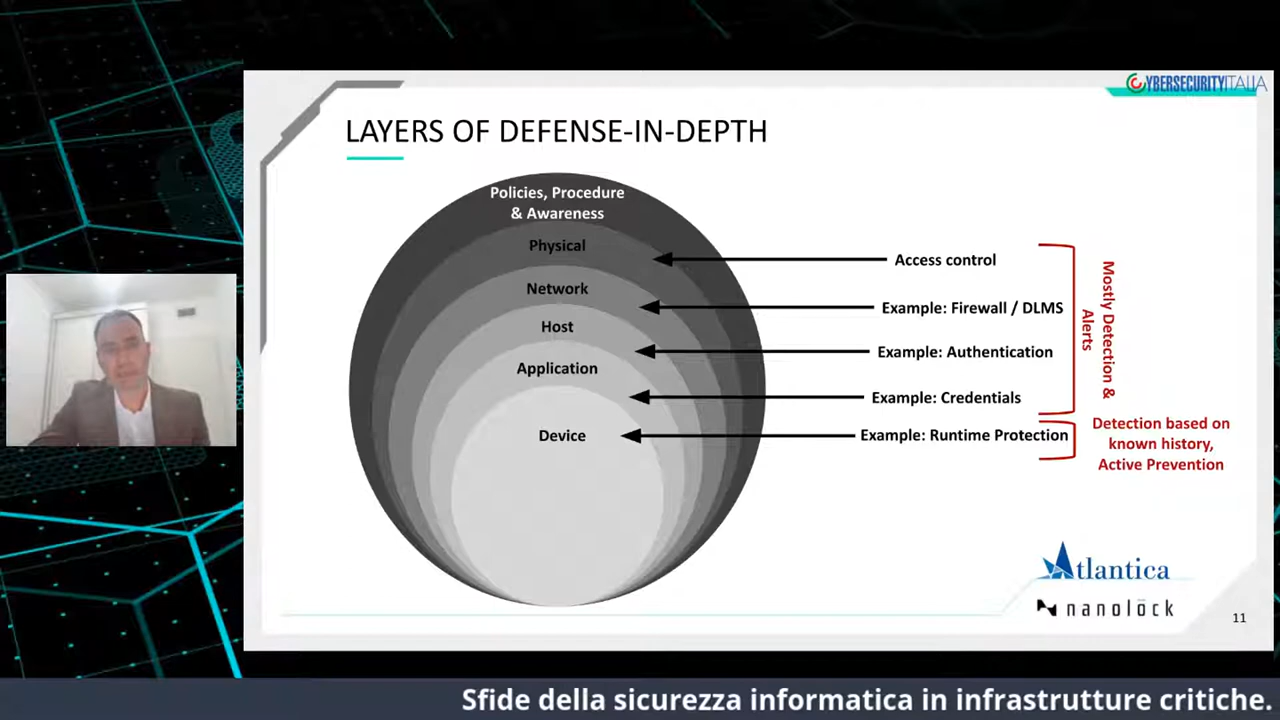 CYBERSECURITYITALIA
LAYERS OF DEFENSE-IN-DEPTH
Policies, Procedure
& Awareness
Physical
Network
Host
Application
Device
Access control
Example: Firewall / DLMS
Example: Authentication
Example: Credentials
Example: Runtime Protection
Mostly Detection &
Alerts
Detection based on
known history,
Active Prevention
Atlantica
nanolōck
11
Sfide della sicurezza informatica in infrastrutture critiche.